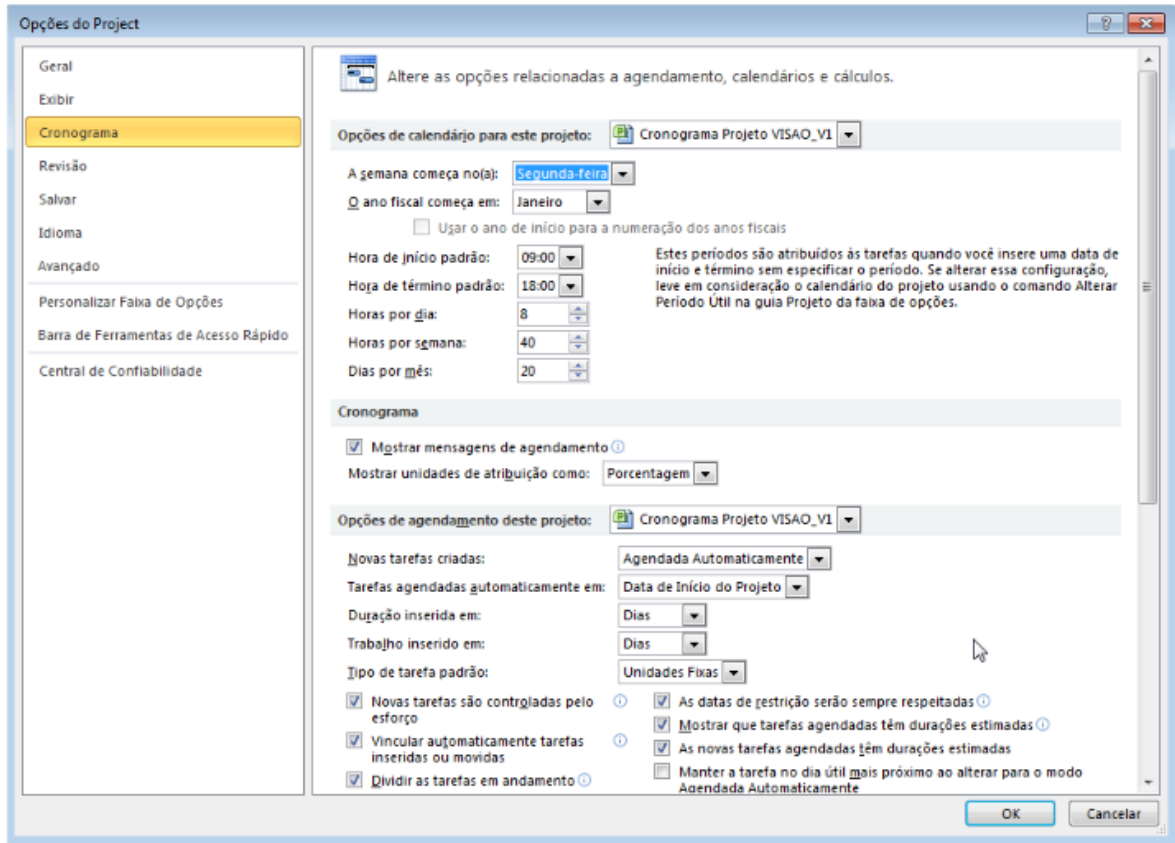 Opções do Project
Geral
Exibir
Cronograma
Revisão
Salvar
Idioma
Avançado
Personalizar Faixa de Opções
Barra de Ferramentas de Acesso Rápido
Central de Confiabilidade
Altere as opções relacionadas a agendamento, calendários e cálculos.
Opções de calendário para este projeto: Cronograma Projeto VISAO_V1
A semana começa no(a): Segunda-feira
O ano fiscal começa em: Janeiro
Usar o ano de início para a numeração dos anos fiscais
Hora de início padrão: 09:00
Hora de término padrão: 18:00
Horas por dia: 8
Horas por semana: 40
Dias por mês: 20
Estes períodos são atribuídos às tarefas quando você insere uma data de
início e término sem especificar o período. Se alterar essa configuração,
leve em consideração o calendário do projeto usando o comando Alterar
Período Útil na guia Projeto da faixa de opções.
Cronograma
Mostrar mensagens de agendamento
Mostrar unidades de atribuição como: Porcentagem
Opções de agendamento deste projeto: Cronograma Projeto VISAO_V1
Novas tarefas criadas: Agendada Automaticamente
Tarefas agendadas automaticamente em: Data de Início do Projeto
Duração inserida em: Dias
Trabalho inserido em: Dias
Tipo de tarefa padrão: Unidades Fixas
Novas tarefas são controladas pelo
esforço
Vincular automaticamente tarefas
inseridas ou movidas
Dividir as tarefas em andamento
As datas de restrição serão sempre respeitadas
Mostrar que tarefas agendadas têm durações estimadas
As novas tarefas agendadas têm durações estimadas
Manter a tarefa no dia útil mais próximo ao alterar para o modo
Agendada Automaticamente
OK
Cancelar